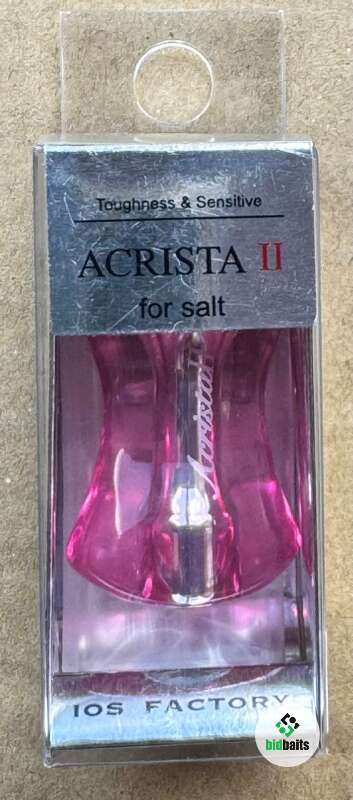 Toughness & Sensitive
ACRISTA II
for salt
Acrista II
IOS FACTORY
bidbaits